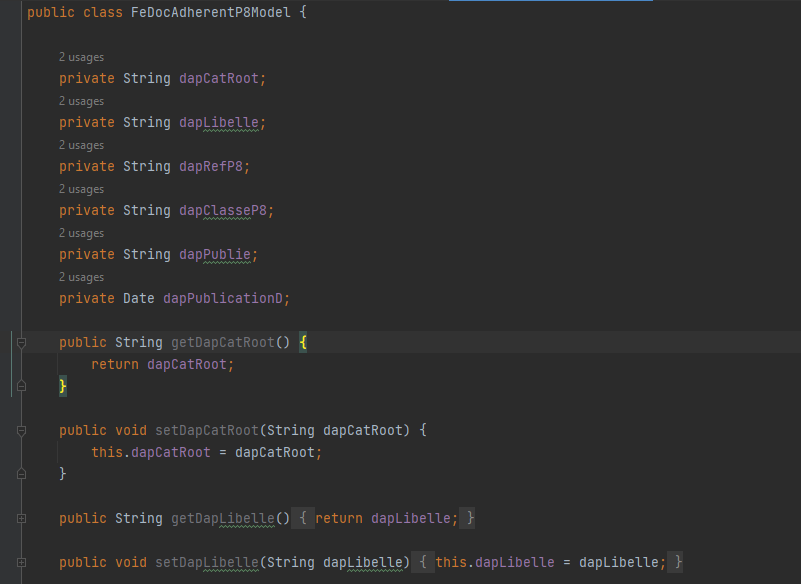 public class FeDocAdherentP8Model {
2 usages
private String dapCatRoot;
2 usages
private String dapLibelle;
2 usages
private String dapRefP8;
2 usages
private String dapClasseP8;
2 usages
private String dapPublie;
2 usages
private Date dapPublicationD;
public String getDapCatRoot() {
return dapCatRoot;
}
public void setDapCatRoot(String dapCatRoot) {
this.dapCatRoot = dapCatRoot;
}
public String getDapLibelle() { return dapLibelle; }
public void setDapLibelle(String dapLibelle) { this.dapLibelle = dapLibelle; }